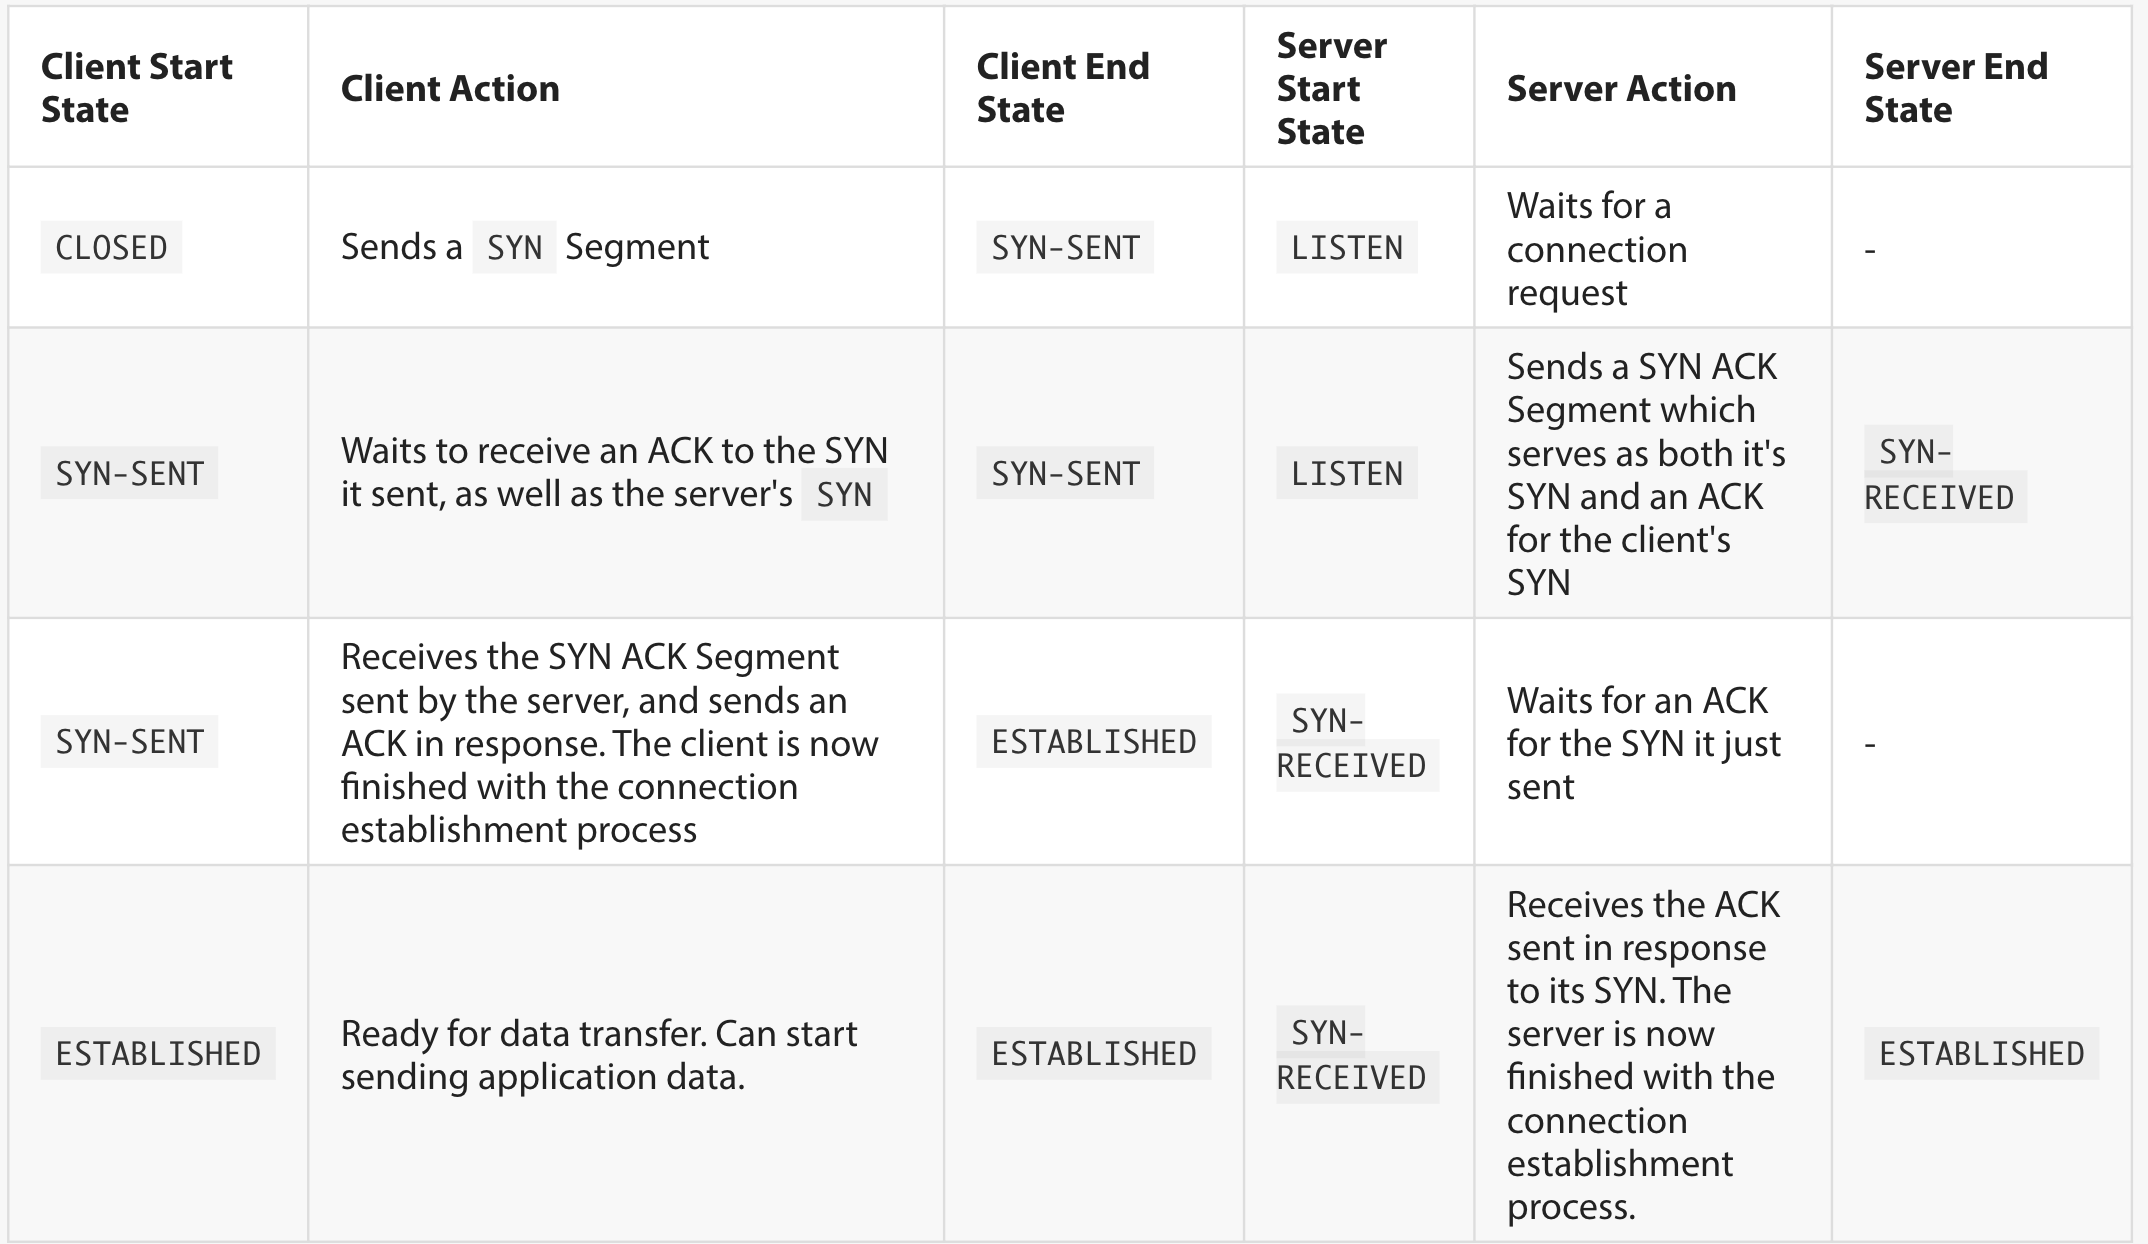 Client Start
State
Client Action
Client End
State
Server
Start
State
Server Action
Server End
State
CLOSED
Sends a SYN Segment
SYN-SENT
LISTEN
Waits for a
connection
request
-
SYN-SENT
Waits to receive an ACK to the SYN
it sent, as well as the server's SYN
SYN-SENT
LISTEN
Sends a SYN ACK
Segment which
serves as both it's
SYN and an ACK
for the client's
SYN
SYN-
RECEIVED
SYN-SENT
Receives the SYN ACK Segment
sent by the server, and sends an
ACK in response. The client is now
finished with the connection
establishment process
ESTABLISHED
SYN-
RECEIVED
Waits for an ACK
for the SYN it just
sent
-
ESTABLISHED
Ready for data transfer. Can start
sending application data.
ESTABLISHED
SYN-
RECEIVED
Receives the ACK
sent in response
to its SYN. The
server is now
finished with the
connection
establishment
process.
ESTABLISHED